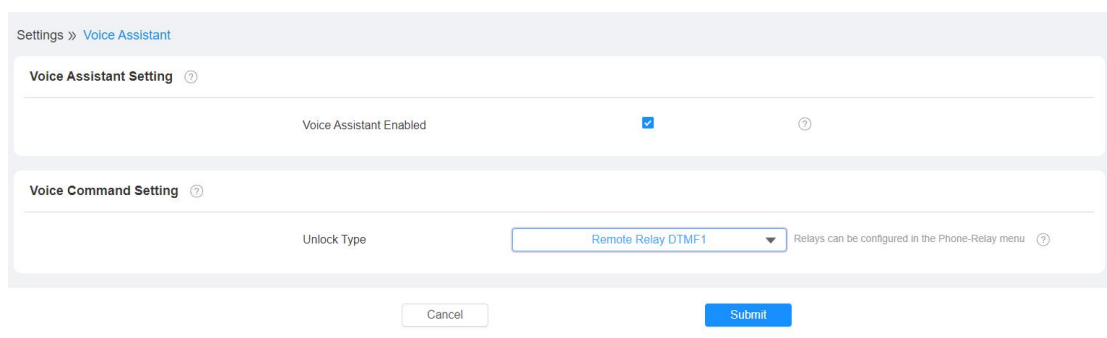 Settings » Voice Assistant
Voice Assistant Setting ?
Voice Assistant Enabled ?
Voice Command Setting ?
Unlock Type Remote Relay DTMF1 Relays can be configured in the Phone-Relay menu ?
Cancel Submit